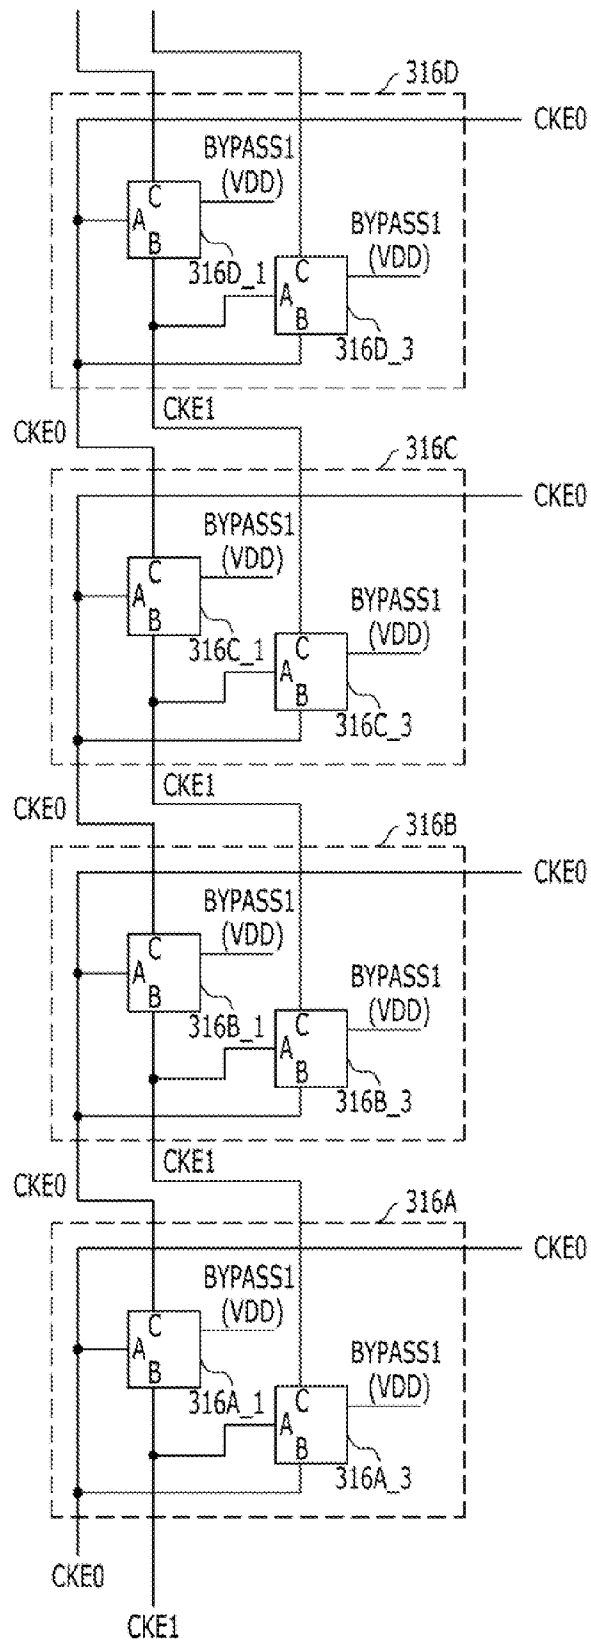 316D
CKE0
BYPASS1
(VDD)
C
A
B
316D_1
BYPASS1
(VDD)
C
A
B
316D_3
CKE1
CKE0
316C
CKE0
BYPASS1
(VDD)
C
A
B
316C_1
BYPASS1
(VDD)
C
A
B
316C_3
CKE1
CKE0
316B
CKE0
BYPASS1
(VDD)
C
A
B
316B_1
BYPASS1
(VDD)
C
A
B
316B_3
CKE1
CKE0
316A
CKE0
BYPASS1
(VDD)
C
A
B
316A_1
BYPASS1
(VDD)
C
A
B
316A_3
CKE0
CKE1